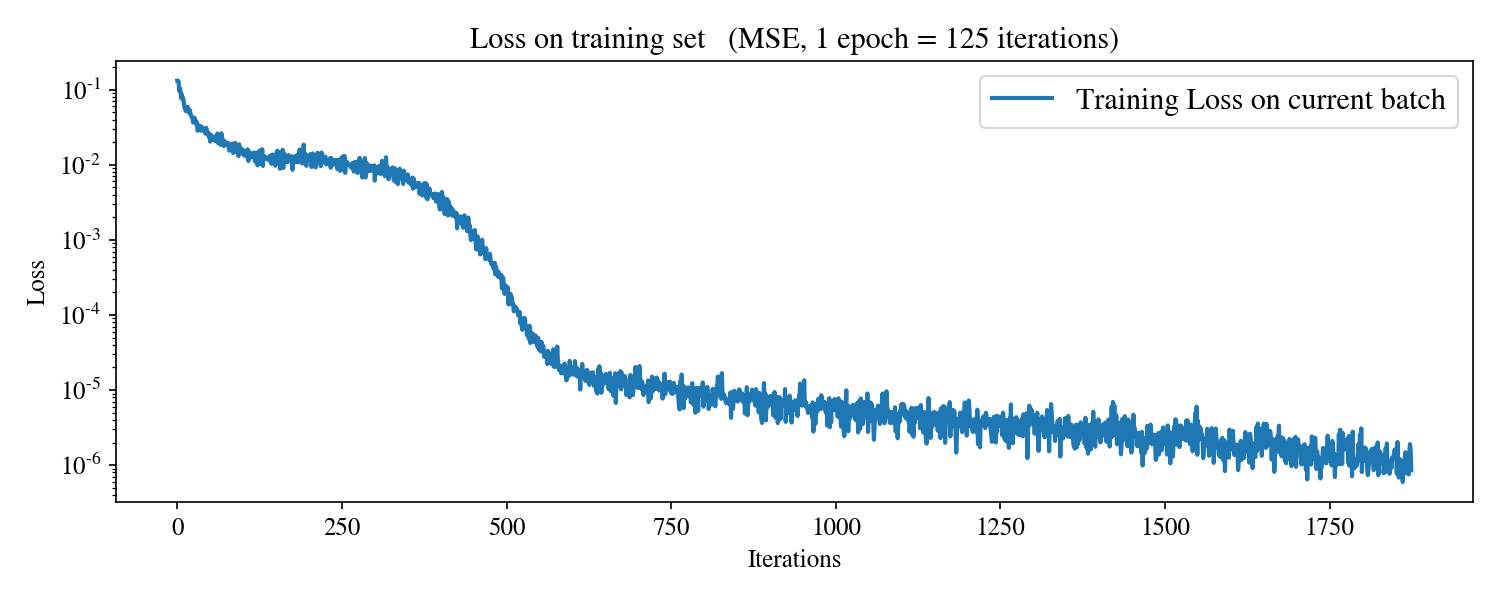 Loss on training set (MSE, 1 epoch = 125 iterations)
Training Loss on current batch
Loss
10⁻¹
10⁻²
10⁻³
10⁻⁴
10⁻⁵
10⁻⁶
0 250 500 750 1000 1250 1500 1750
Iterations